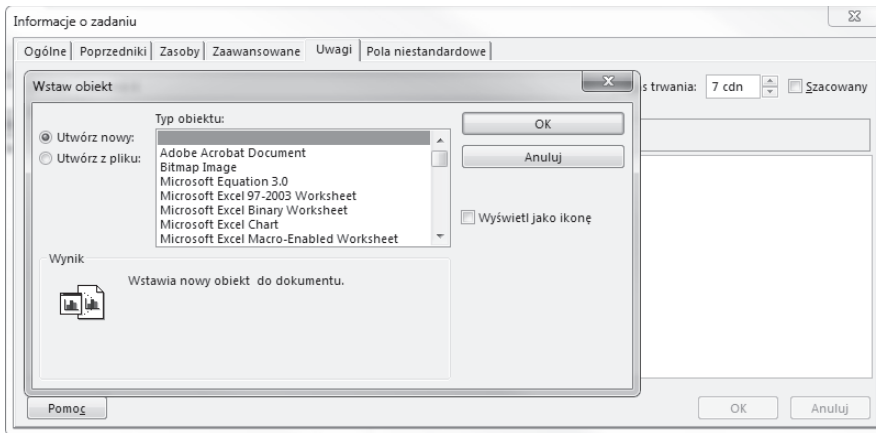 Informacje o zadaniu
Ogólne Poprzedniki Zasoby Zaawansowane Uwagi Pola niestandardowe
Wstaw obiekt
s trwania: 7 cdn Szacowany
Typ obiektu:
OK
Utwórz nowy:
Utwórz z pliku:
Adobe Acrobat Document
Bitmap Image
Anuluj
Microsoft Equation 3.0
Microsoft Excel 97-2003 Worksheet
Microsoft Excel Binary Worksheet
Microsoft Excel Chart
Wyświetl jako ikonę
Microsoft Excel Macro-Enabled Worksheet
Wynik
Wstawia nowy obiekt do dokumentu.
Pomoc OK Anuluj